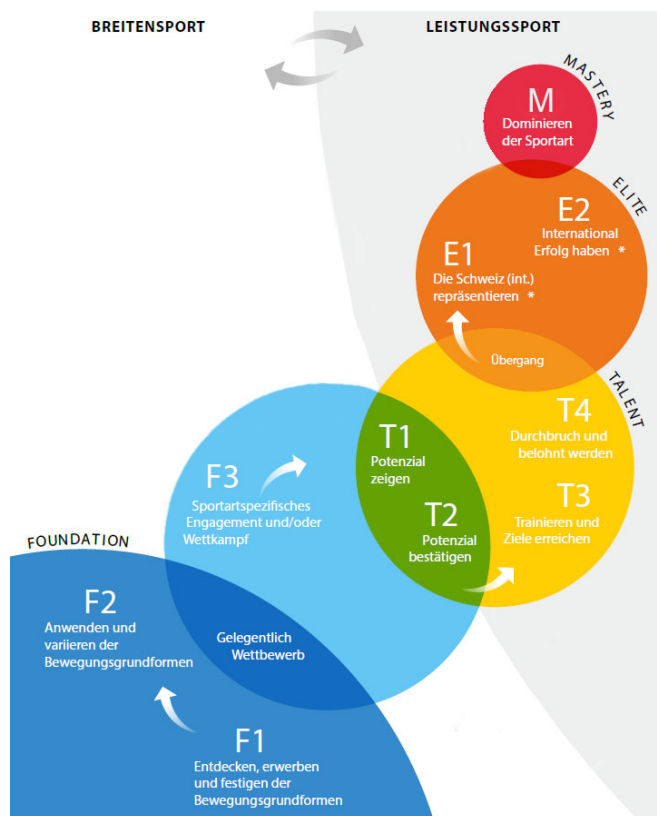 BREITENSPORT
LEISTUNGSSPORT
MASTERY
M
Dominieren
der Sportart
ELITE
E2
International
Erfolg haben *
E1
Die Schweiz (int.)
repräsentieren *
Übergang
TALENT
T4
Durchbruch und
belohnt werden
T1
Potenzial
zeigen
T3
Trainieren und
Ziele erreichen
T2
Potenzial
bestätigen
F3
Sportartspezifisches
Engagement und/oder
Wettkampf
FOUNDATION
F2
Anwenden und
variieren der
Bewegungsgrundformen
Gelegentlich
Wettbewerb
F1
Entdecken, erwerben
und festigen der
Bewegungsgrundformen